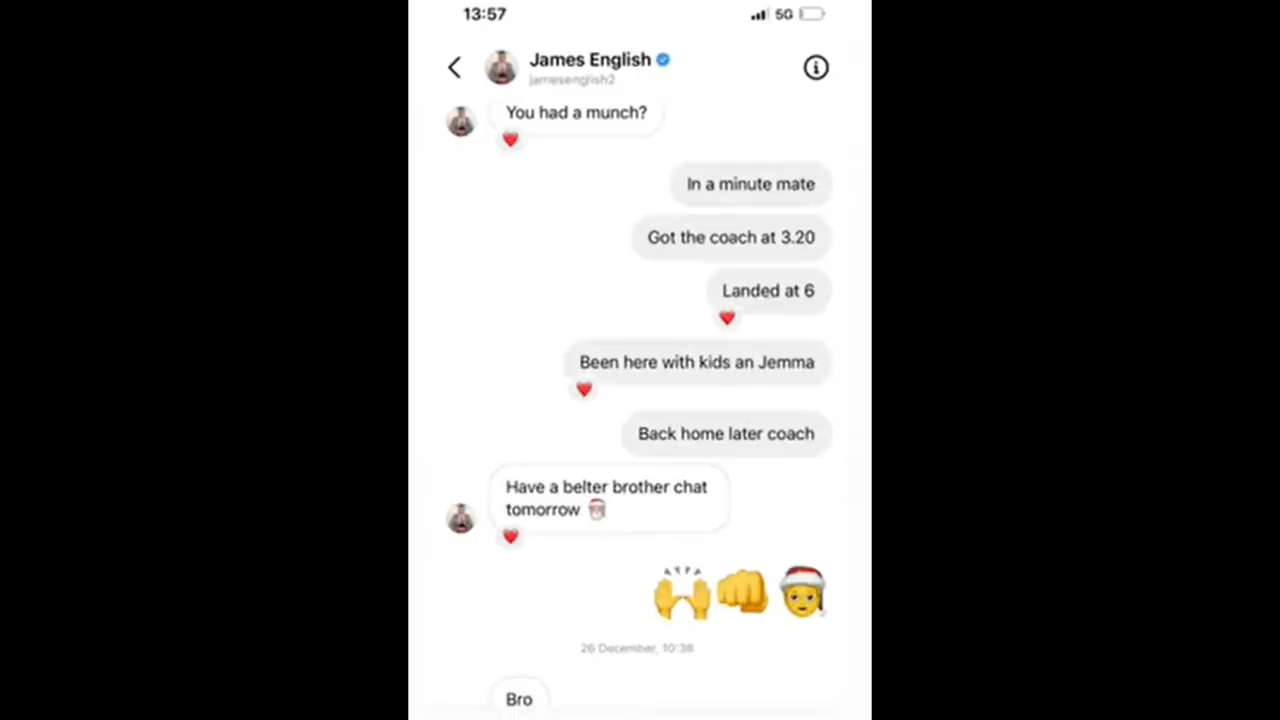 13:57
5G
James English
jamesenglish2
You had a munch?
In a minute mate
Got the coach at 3.20
Landed at 6
Been here with kids an Jemma
Back home later coach
Have a belter brother chat
tomorrow 🎅
🙌👊🤶
26 December, 10:38
Bro